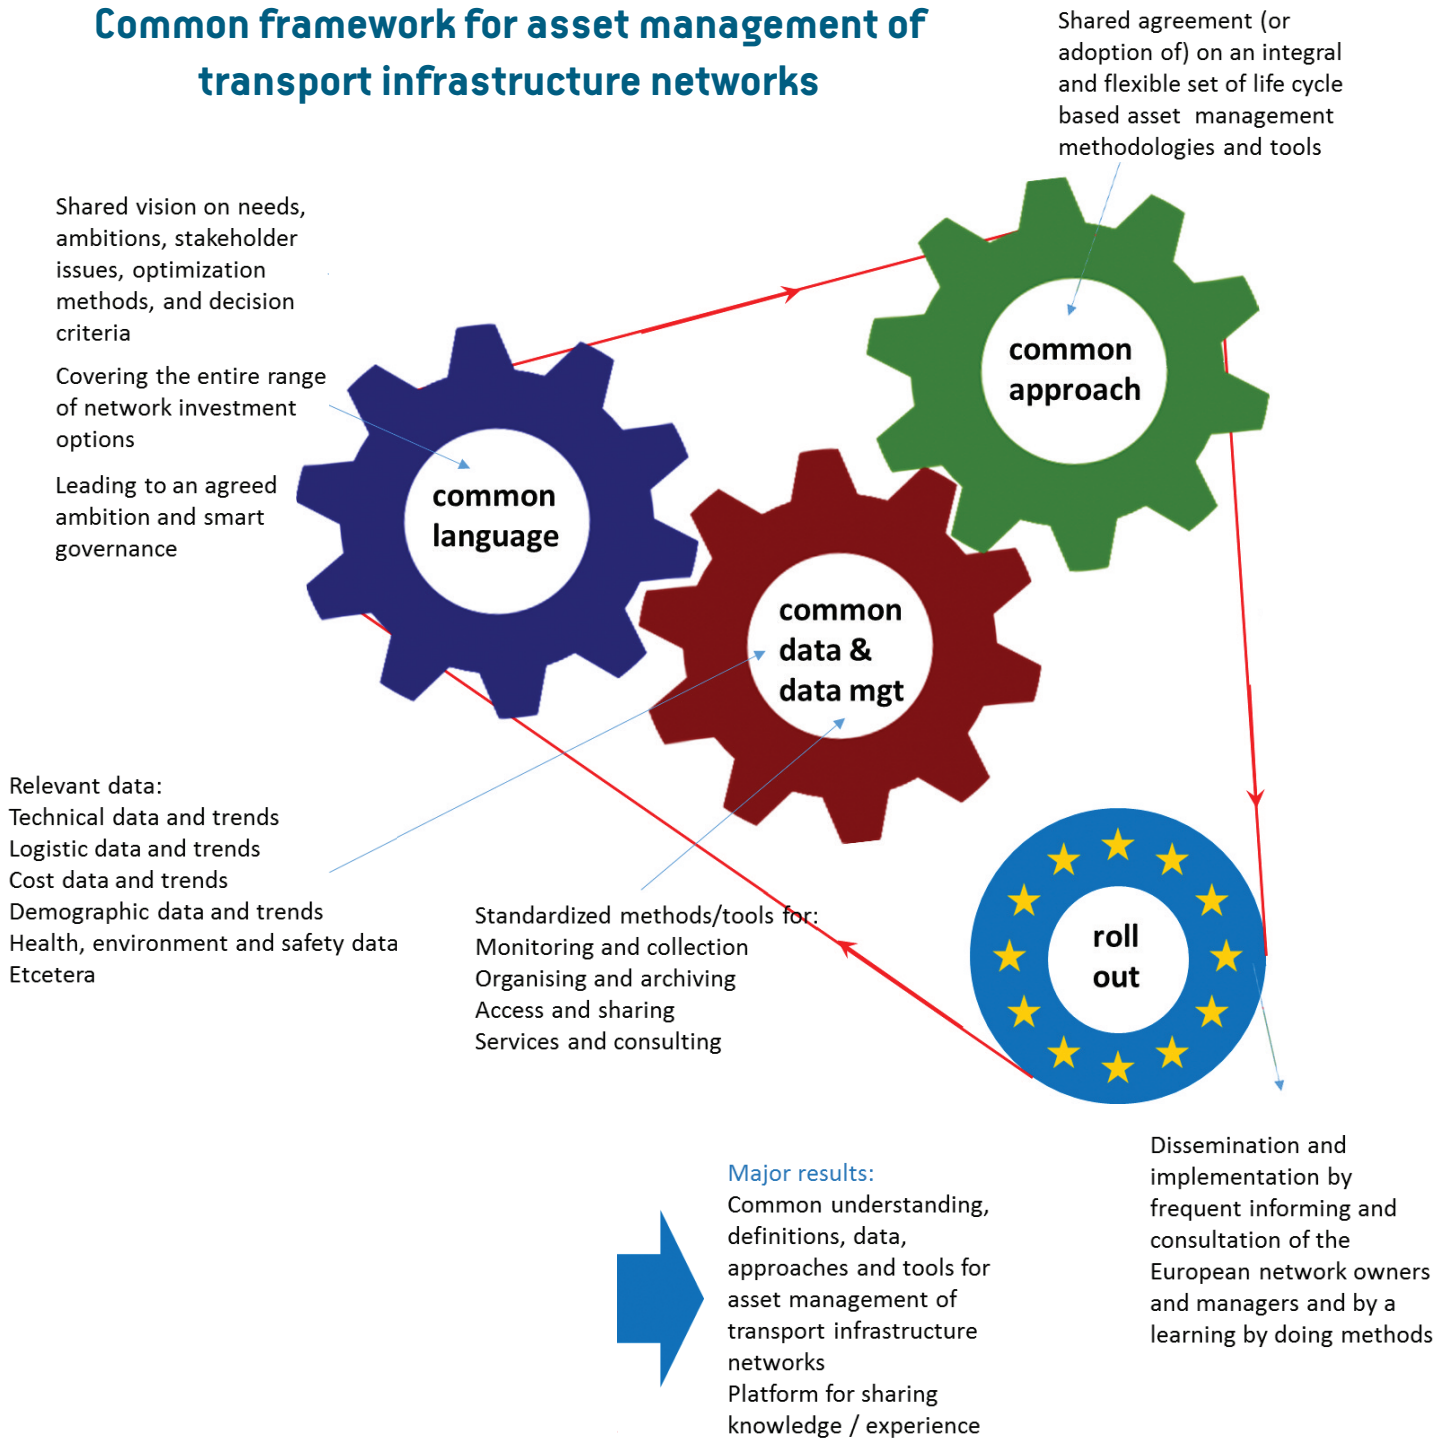 Common framework for asset management of
transport infrastructure networks
Shared agreement (or
adoption of) on an integral
and flexible set of life cycle
based asset management
methodologies and tools
Shared vision on needs,
ambitions, stakeholder
issues, optimization
methods, and decision
criteria
Covering the entire range
of network investment
options
Leading to an agreed
ambition and smart
governance
common
approach
common
language
common
data &
data mgt
Relevant data:
Technical data and trends
Logistic data and trends
Cost data and trends
Demographic data and trends
Health, environment and safety data
Etcetera
Standardized methods/tools for:
Monitoring and collection
Organising and archiving
Access and sharing
Services and consulting
roll
out
Dissemination and
implementation by
frequent informing and
consultation of the
European network owners
and managers and by a
learning by doing methods
Major results:
Common understanding,
definitions, data,
approaches and tools for
asset management of
transport infrastructure
networks
Platform for sharing
knowledge / experience